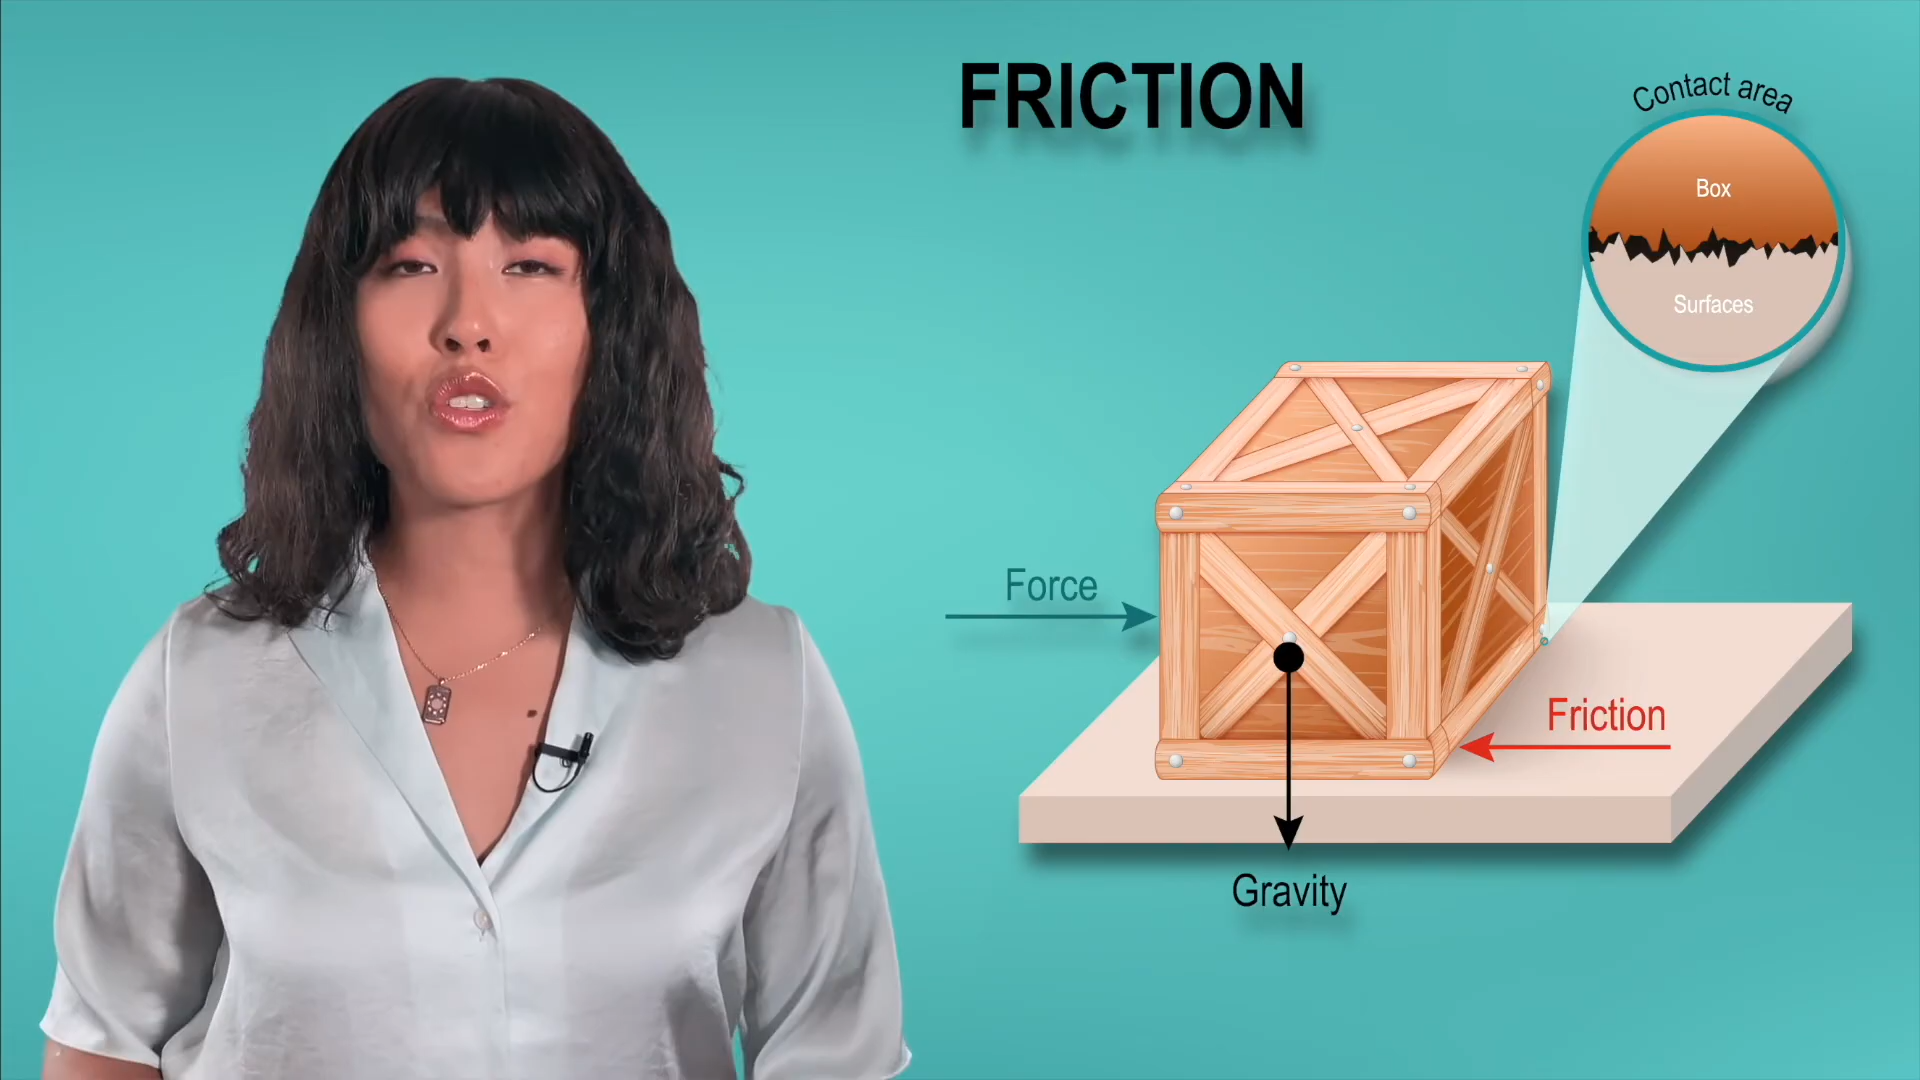 FRICTION
Contact area
Box
Surfaces
Force
Friction
Gravity